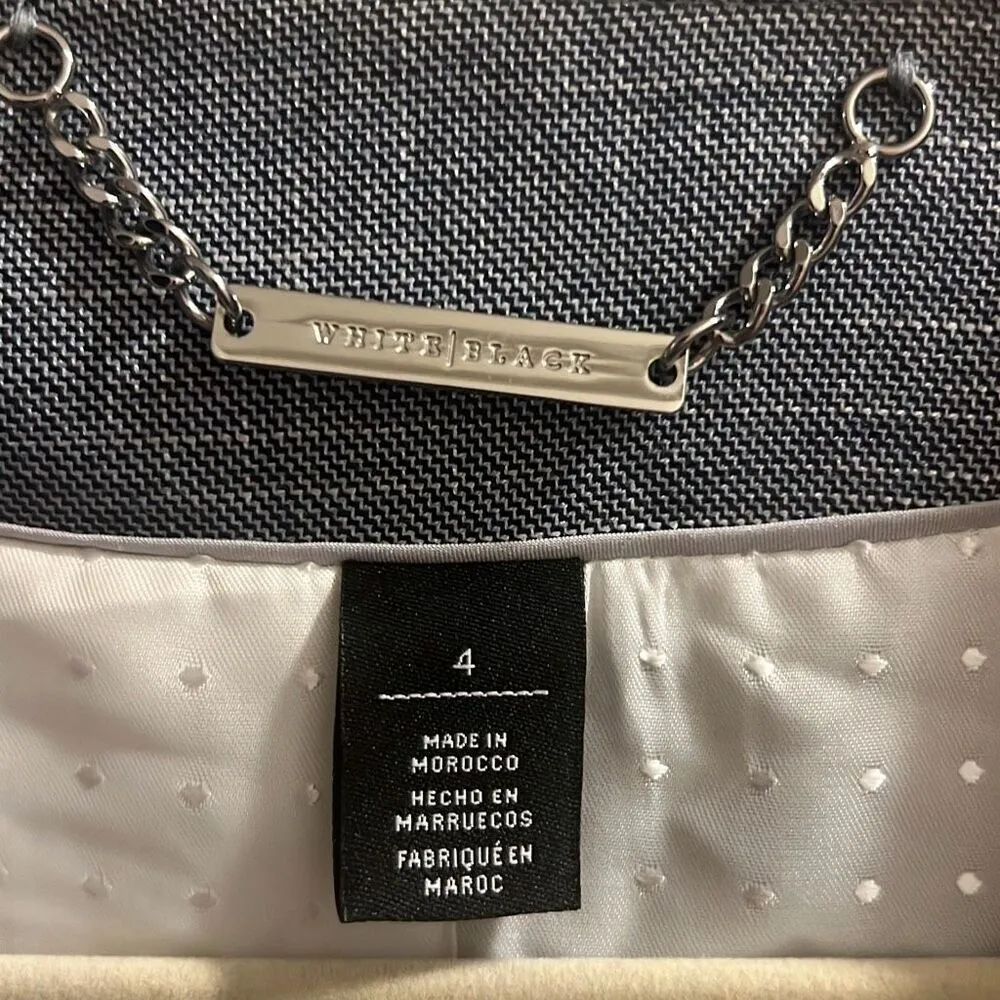 WHITE|BLACK
4
MADE IN
MOROCCO
HECHO EN
MARRUECOS
FABRIQUÉ EN
MAROC